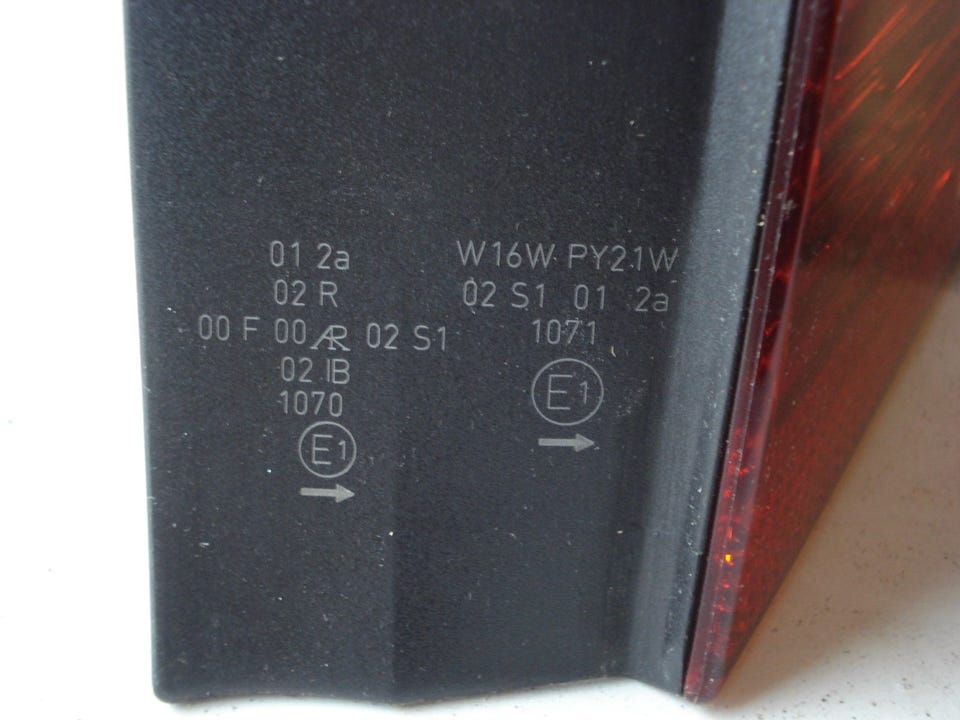 01 2a
02 R
00 F 00 AR 02 S1
02 IB
1070
E1
W16W PY21W
02 S1 01 2a
1071
E1